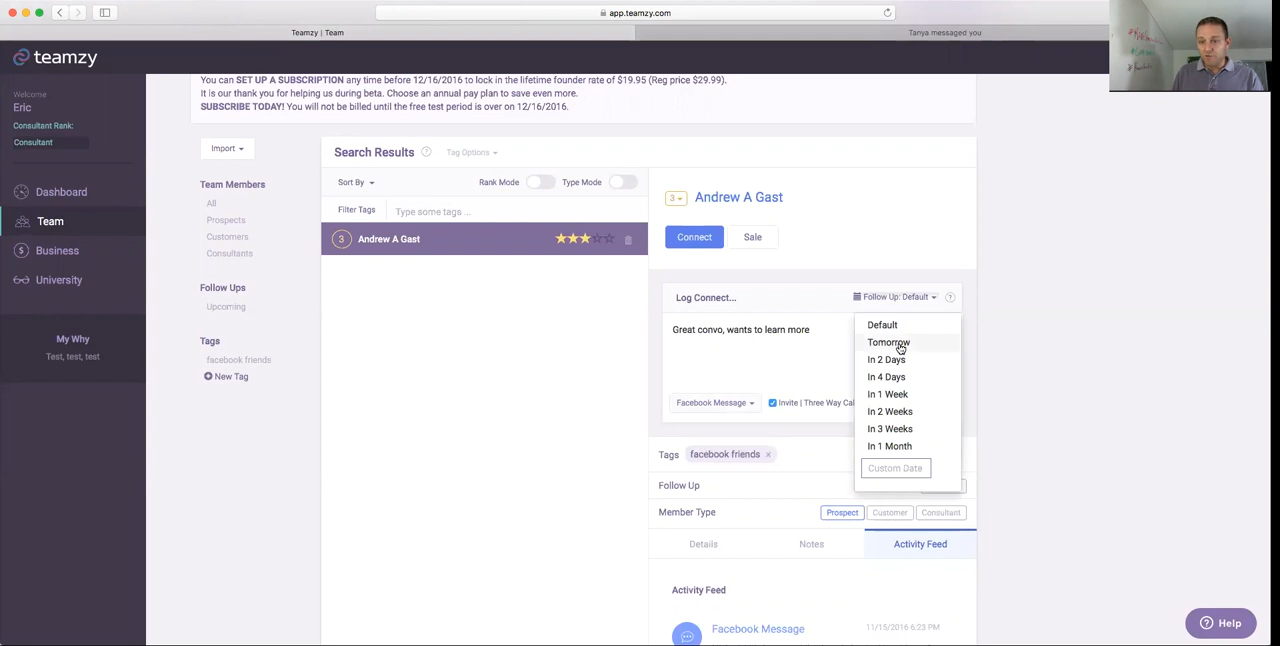 app.teamzy.com
Teamzy | Team
Tanya messaged you
teamzy
You can SET UP A SUBSCRIPTION any time before 12/16/2016 to lock in the lifetime founder rate of $19.95 (Reg price $29.99).
It is our thank you for helping us during beta. Choose an annual pay plan to save even more.
SUBSCRIBE TODAY! You will not be billed until the free test period is over on 12/16/2016.
Welcome
Eric
Consultant Rank:
Consultant
Dashboard
Team
Business
University
My Why
Test, test, test
Import
Team Members
All
Prospects
Customers
Consultants
Follow Ups
Upcoming
Tags
facebook friends
New Tag
Search Results
Tag Options
Sort By
Rank Mode
Type Mode
Filter Tags
Type some tags ...
3 Andrew A Gast
3 Andrew A Gast
Connect
Sale
Log Connect...
Follow Up: Default
Great convo, wants to learn more
Default
Tomorrow
In 2 Days
In 4 Days
In 1 Week
In 2 Weeks
In 3 Weeks
In 1 Month
Custom Date
Facebook Message
Invite | Three Way Cal
Tags facebook friends ×
Follow Up
Member Type
Prospect
Customer
Consultant
Details
Notes
Activity Feed
Activity Feed
Facebook Message
11/15/2016 6:23 PM
Help